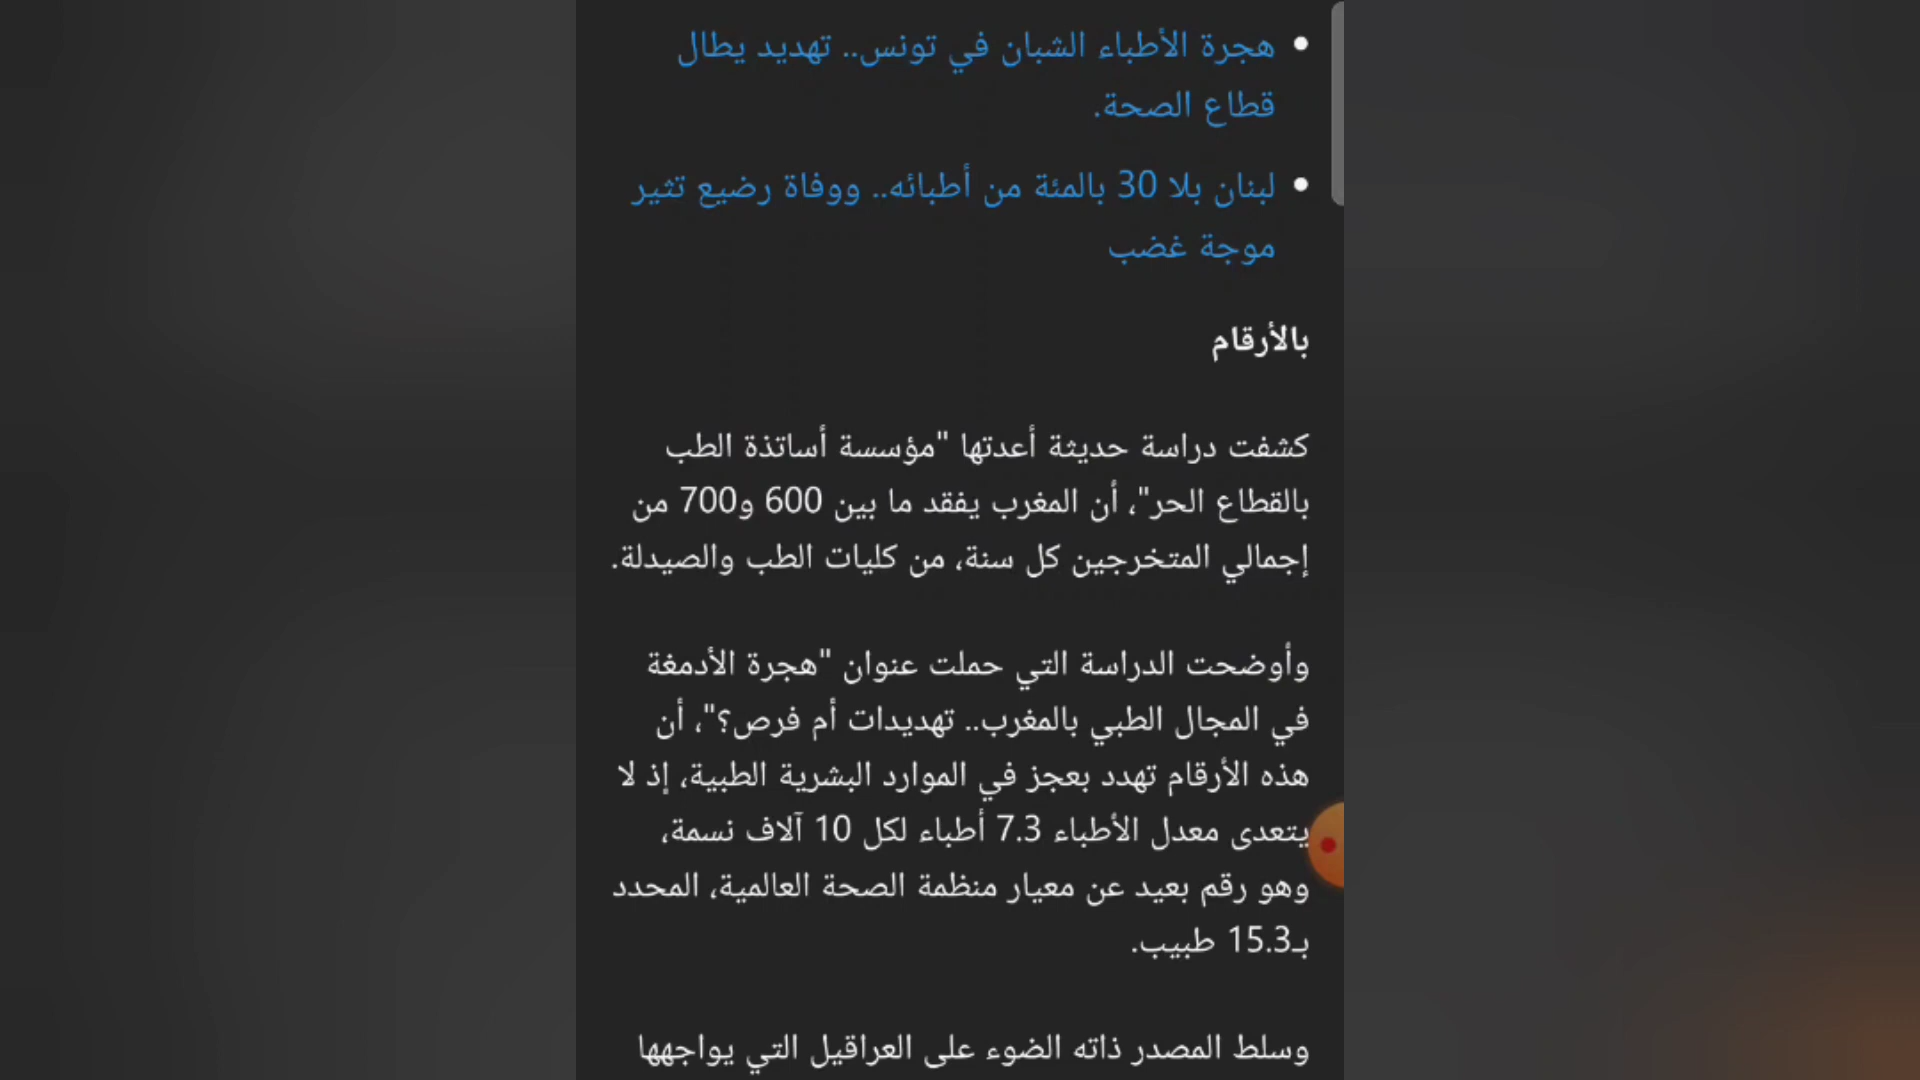 هجرة الأطباء الشبان في تونس.. تهديد يطال
قطاع الصحة.
لبنان بلا 30 بالمئة من أطبائه.. ووفاة رضيع تثير
موجة غضب
بالأرقام
كشفت دراسة حديثة أعدتها "مؤسسة أساتذة الطب
بالقطاع الحر"، أن المغرب يفقد ما بين 600 و700 من
إجمالي المتخرجين كل سنة، من كليات الطب والصيدلة.
وأوضحت الدراسة التي حملت عنوان "هجرة الأدمغة
في المجال الطبي بالمغرب.. تهديدات أم فرص؟"، أن
هذه الأرقام تهدد بعجز في الموارد البشرية الطبية، إذ لا
يتعدى معدل الأطباء 7.3 أطباء لكل 10 آلاف نسمة،
وهو رقم بعيد عن معيار منظمة الصحة العالمية، المحدد
بـ15.3 طبيب.
وسلط المصدر ذاته الضوء على العراقيل التي يواجهها